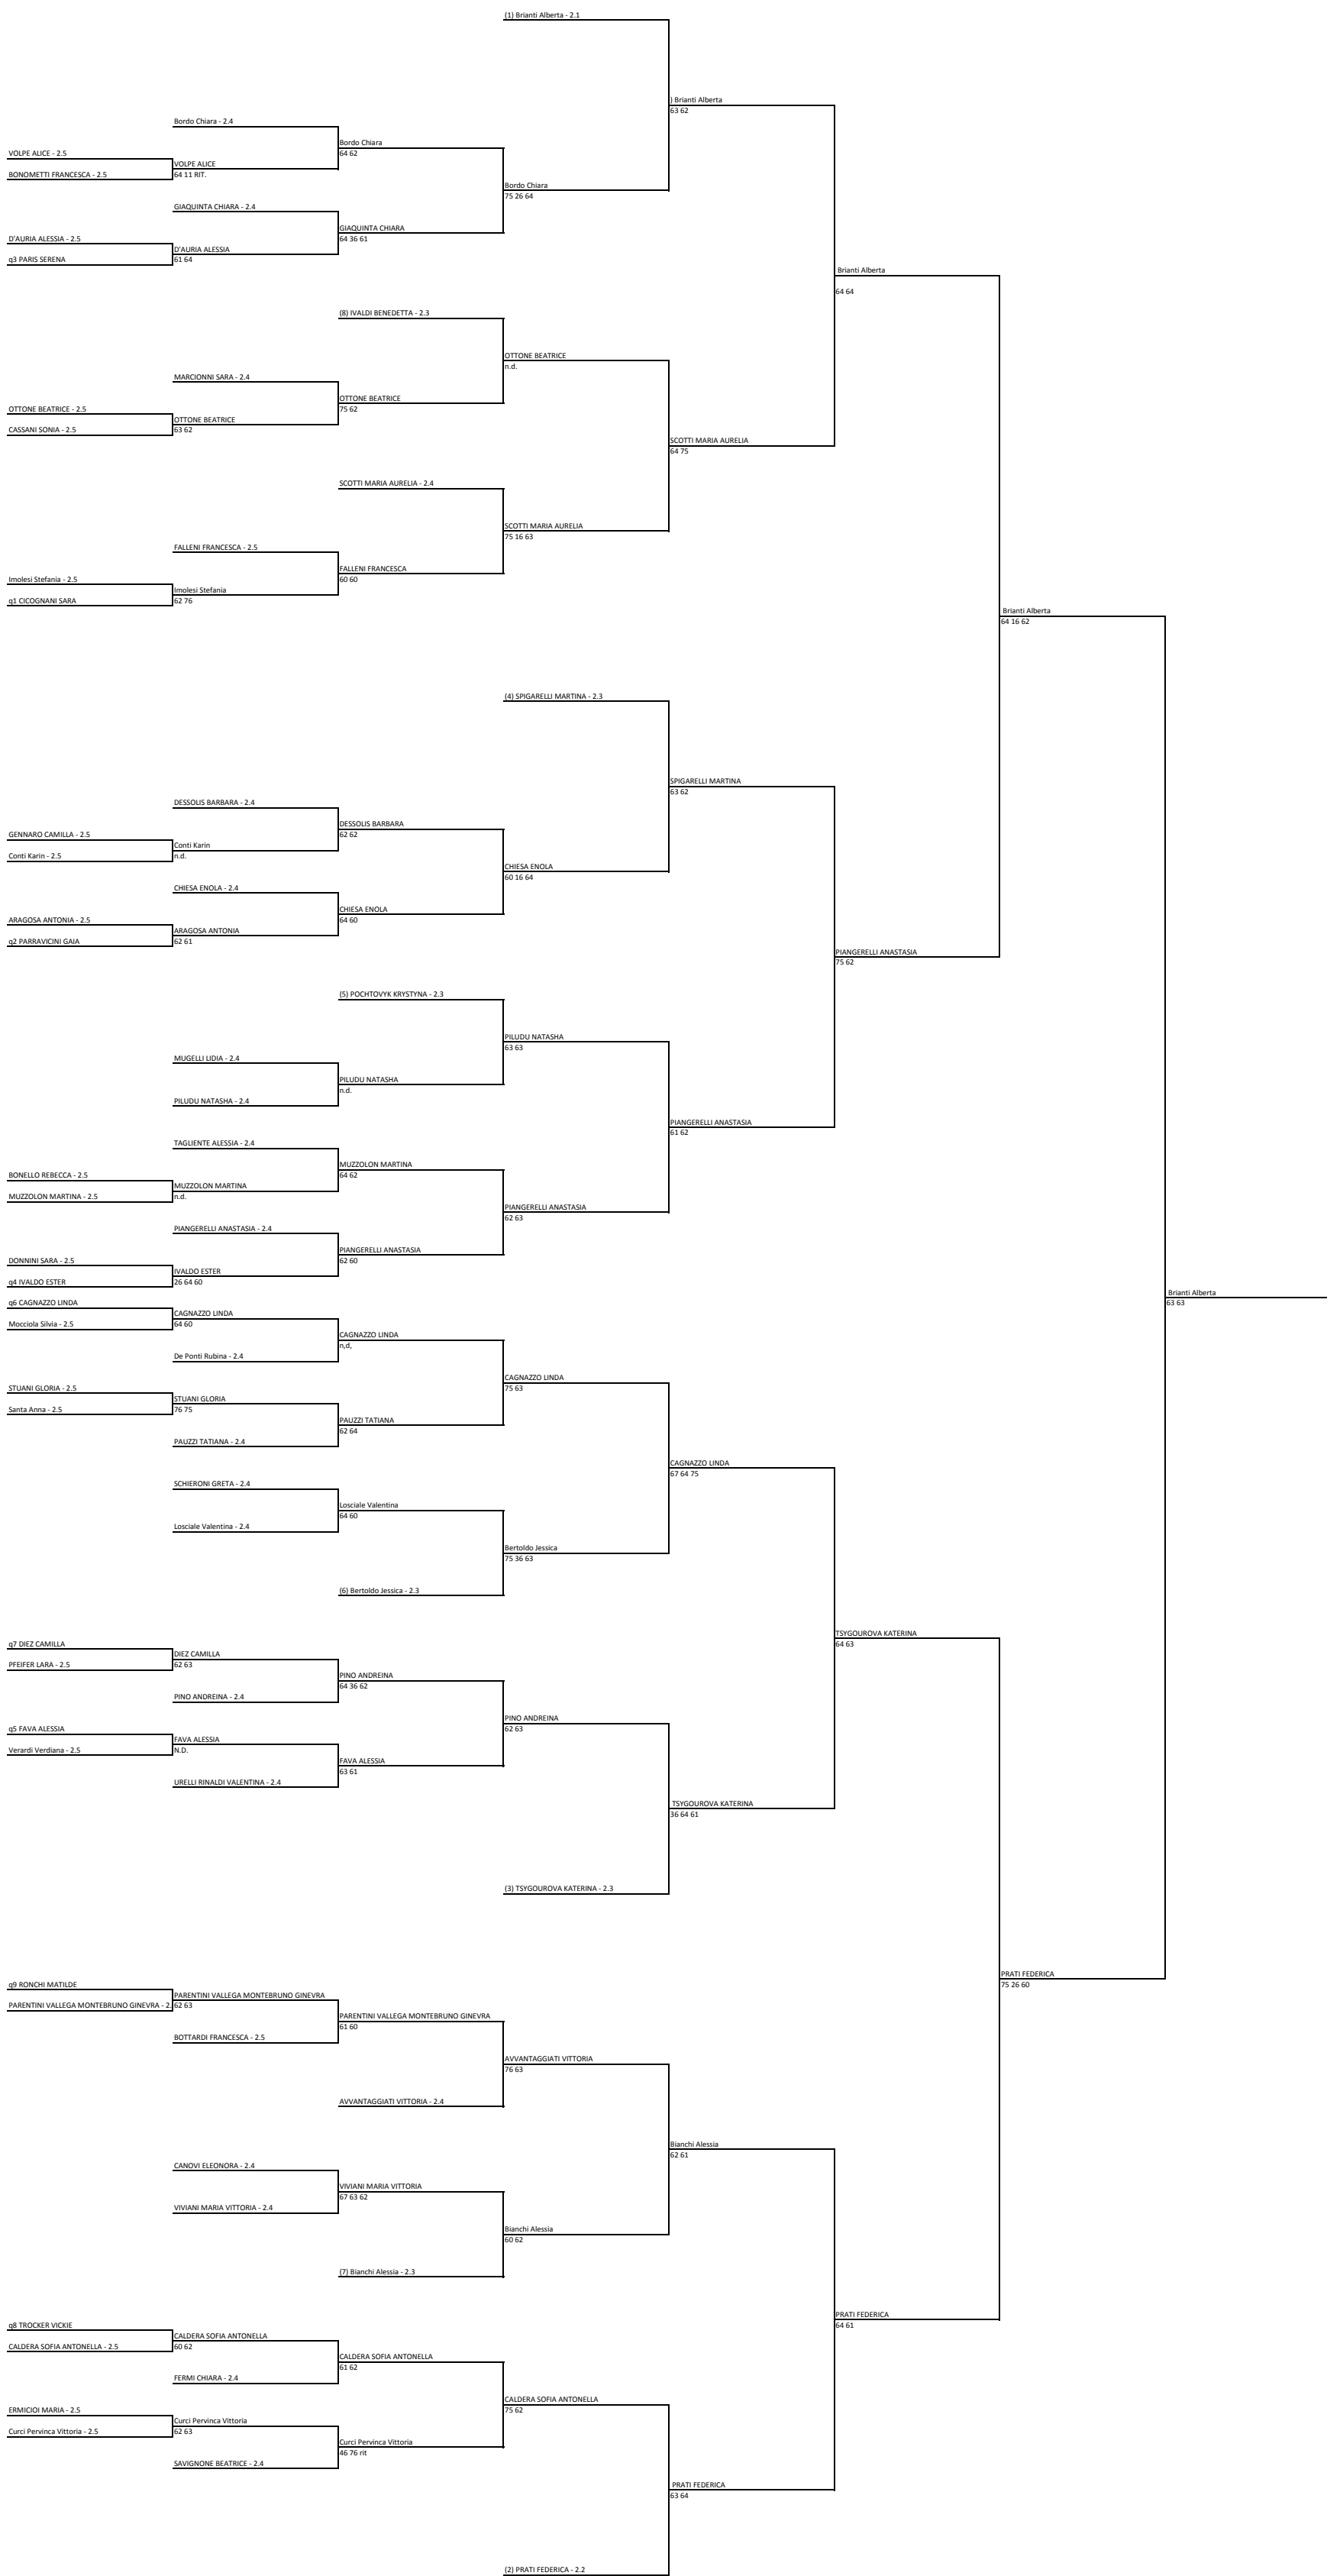 (1) Brianti Alberta - 2.1
) Brianti Alberta
63 62
Bordo Chiara - 2.4
Bordo Chiara
64 62
VOLPE ALICE - 2.5
VOLPE ALICE
64 11 RIT.
BONOMETTI FRANCESCA - 2.5
Bordo Chiara
75 26 64
GIAQUINTA CHIARA - 2.4
GIAQUINTA CHIARA
64 36 61
D'AURIA ALESSIA - 2.5
D'AURIA ALESSIA
61 64
q3 PARIS SERENA
Brianti Alberta
64 64
(8) IVALDI BENEDETTA - 2.3
OTTONE BEATRICE
n.d.
MARCIONNI SARA - 2.4
OTTONE BEATRICE
75 62
OTTONE BEATRICE - 2.5
OTTONE BEATRICE
63 62
CASSANI SONIA - 2.5
SCOTTI MARIA AURELIA
64 75
SCOTTI MARIA AURELIA - 2.4
SCOTTI MARIA AURELIA
75 16 63
FALLENI FRANCESCA - 2.5
FALLENI FRANCESCA
60 60
Imolesi Stefania - 2.5
Imolesi Stefania
62 76
q1 CICOGNANI SARA
Brianti Alberta
64 16 62
(4) SPIGARELLI MARTINA - 2.3
SPIGARELLI MARTINA
63 62
DESSOLIS BARBARA - 2.4
DESSOLIS BARBARA
62 62
GENNARO CAMILLA - 2.5
Conti Karin
n.d.
Conti Karin - 2.5
CHIESA ENOLA
60 16 64
CHIESA ENOLA - 2.4
CHIESA ENOLA
64 60
ARAGOSA ANTONIA - 2.5
ARAGOSA ANTONIA
62 61
q2 PARRAVICINI GAIA
PIANGERELLI ANASTASIA
75 62
(5) POCHTOVYK KRYSTYNA - 2.3
PILUDU NATASHA
63 63
MUGELLI LIDIA - 2.4
PILUDU NATASHA
n.d.
PILUDU NATASHA - 2.4
PIANGERELLI ANASTASIA
61 62
TAGLIENTE ALESSIA - 2.4
MUZZOLON MARTINA
64 62
BONELLO REBECCA - 2.5
MUZZOLON MARTINA
n.d.
MUZZOLON MARTINA - 2.5
PIANGERELLI ANASTASIA
62 63
PIANGERELLI ANASTASIA - 2.4
PIANGERELLI ANASTASIA
62 60
DONNINI SARA - 2.5
IVALDO ESTER
26 64 60
q4 IVALDO ESTER
Brianti Alberta
63 63
q6 CAGNAZZO LINDA
CAGNAZZO LINDA
64 60
Mocciola Silvia - 2.5
CAGNAZZO LINDA
n,d,
De Ponti Rubina - 2.4
CAGNAZZO LINDA
75 63
STUANI GLORIA - 2.5
STUANI GLORIA
76 75
Santa Anna - 2.5
PAUZZI TATIANA
62 64
PAUZZI TATIANA - 2.4
CAGNAZZO LINDA
67 64 75
SCHIERONI GRETA - 2.4
Losciale Valentina
64 60
Losciale Valentina - 2.4
Bertoldo Jessica
75 36 63
(6) Bertoldo Jessica - 2.3
TSYGOUROVA KATERINA
64 63
q7 DIEZ CAMILLA
DIEZ CAMILLA
62 63
PFEIFER LARA - 2.5
PINO ANDREINA
64 36 62
PINO ANDREINA - 2.4
PINO ANDREINA
62 63
q5 FAVA ALESSIA
FAVA ALESSIA
N.D.
Verardi Verdiana - 2.5
FAVA ALESSIA
63 61
URELLI RINALDI VALENTINA - 2.4
TSYGOUROVA KATERINA
36 64 61
(3) TSYGOUROVA KATERINA - 2.3
PRATI FEDERICA
75 26 60
q9 RONCHI MATILDE
PARENTINI VALLEGA MONTEBRUNO GINEVRA
62 63
PARENTINI VALLEGA MONTEBRUNO GINEVRA - 2.
PARENTINI VALLEGA MONTEBRUNO GINEVRA
61 60
BOTTARDI FRANCESCA - 2.5
AVVANTAGGIATI VITTORIA
76 63
AVVANTAGGIATI VITTORIA - 2.4
Bianchi Alessia
62 61
CANOVI ELEONORA - 2.4
VIVIANI MARIA VITTORIA
67 63 62
VIVIANI MARIA VITTORIA - 2.4
Bianchi Alessia
60 62
(7) Bianchi Alessia - 2.3
PRATI FEDERICA
64 61
q8 TROCKER VICKIE
CALDERA SOFIA ANTONELLA
60 62
CALDERA SOFIA ANTONELLA - 2.5
CALDERA SOFIA ANTONELLA
61 62
FERMI CHIARA - 2.4
CALDERA SOFIA ANTONELLA
75 62
ERMICIOI MARIA - 2.5
Curci Pervinca Vittoria
62 63
Curci Pervinca Vittoria - 2.5
Curci Pervinca Vittoria
46 76 rit
SAVIGNONE BEATRICE - 2.4
PRATI FEDERICA
63 64
(2) PRATI FEDERICA - 2.2